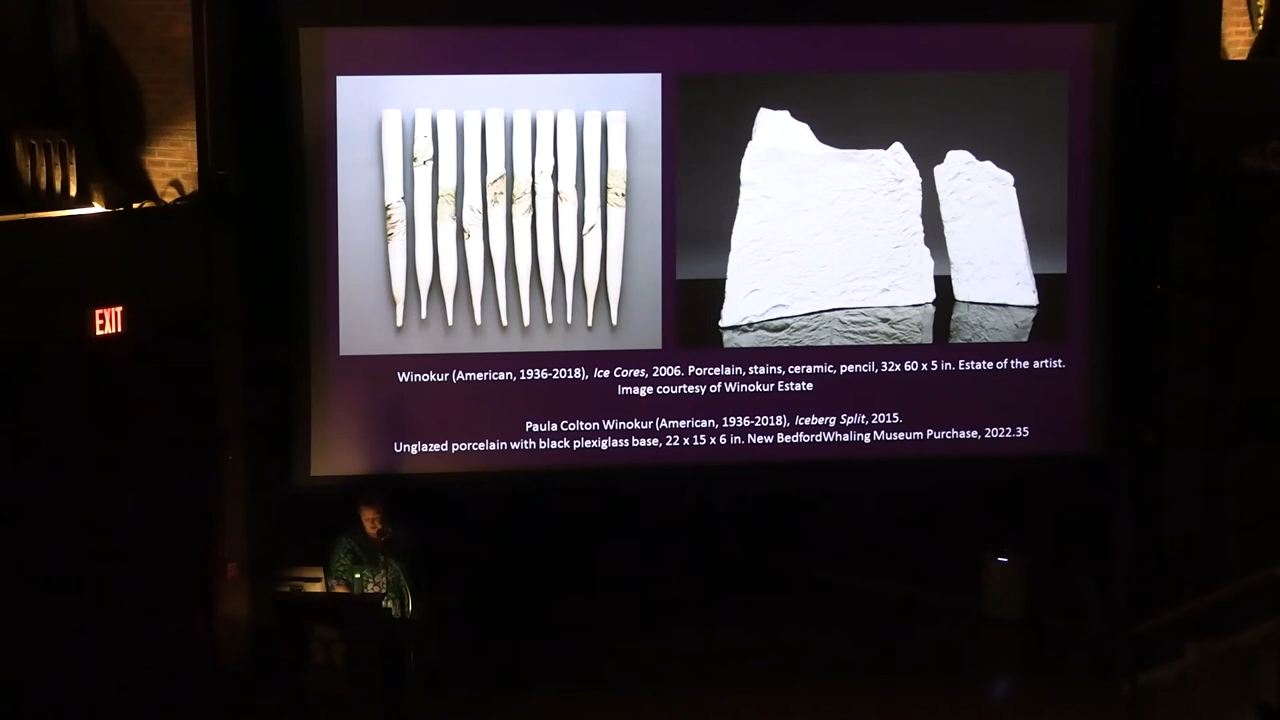 EXIT
Winokur (American, 1936-2018), Ice Cores, 2006. Porcelain, stains, ceramic, pencil, 32x 60 x 5 in. Estate of the artist.
Image courtesy of Winokur Estate
Paula Colton Winokur (American, 1936-2018), Iceberg Split, 2015.
Unglazed porcelain with black plexiglass base, 22 x 15 x 6 in. New BedfordWhaling Museum Purchase, 2022.35